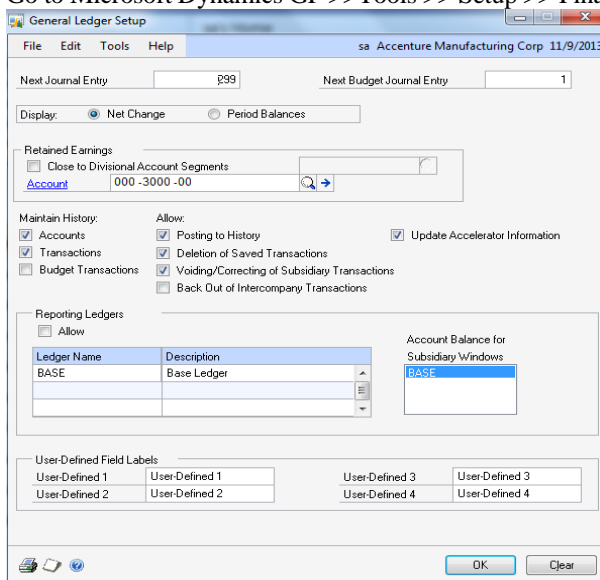 Go to Microsoft Dynamics GP >> Tools >> Setup >> Fina
General Ledger Setup
File Edit Tools Help sa Accenture Manufacturing Corp 11/9/2013
Next Journal Entry 299 Next Budget Journal Entry 1
Display: Net Change Period Balances
Retained Earnings
Close to Divisional Account Segments
Account 000 -3000 -00
Maintain History: Allow:
Accounts Posting to History Update Accelerator Information
Transactions Deletion of Saved Transactions
Budget Transactions Voiding/Correcting of Subsidiary Transactions
Back Out of Intercompany Transactions
Reporting Ledgers
Allow
Account Balance for
Ledger Name Description Subsidiary Windows
BASE Base Ledger BASE
User-Defined Field Labels
User-Defined 1 User-Defined 1 User-Defined 3 User-Defined 3
User-Defined 2 User-Defined 2 User-Defined 4 User-Defined 4
OK Clear